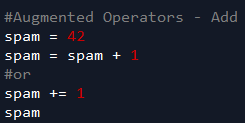 #Augmented Operators - Add
spam = 42
spam = spam + 1
#or
spam += 1
spam